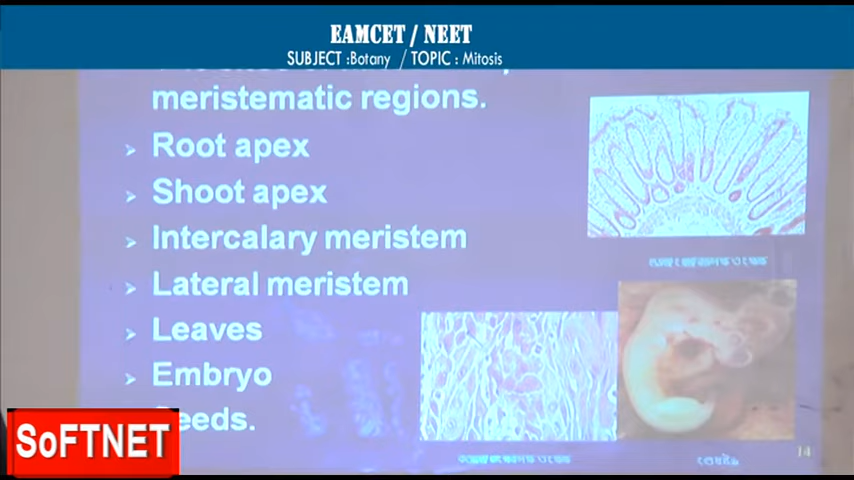 EAMCET / NEET
SUBJECT :Botany / TOPIC : Mitosis
meristematic regions.
➢ Root apex
➢ Shoot apex
➢ Intercalary meristem
➢ Lateral meristem
➢ Leaves
➢ Embryo
Seeds.
SoFTNET
14